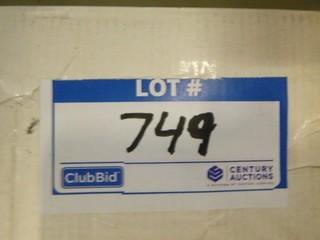 LOT #
749
ClubBid
CENTURY
AUCTIONS